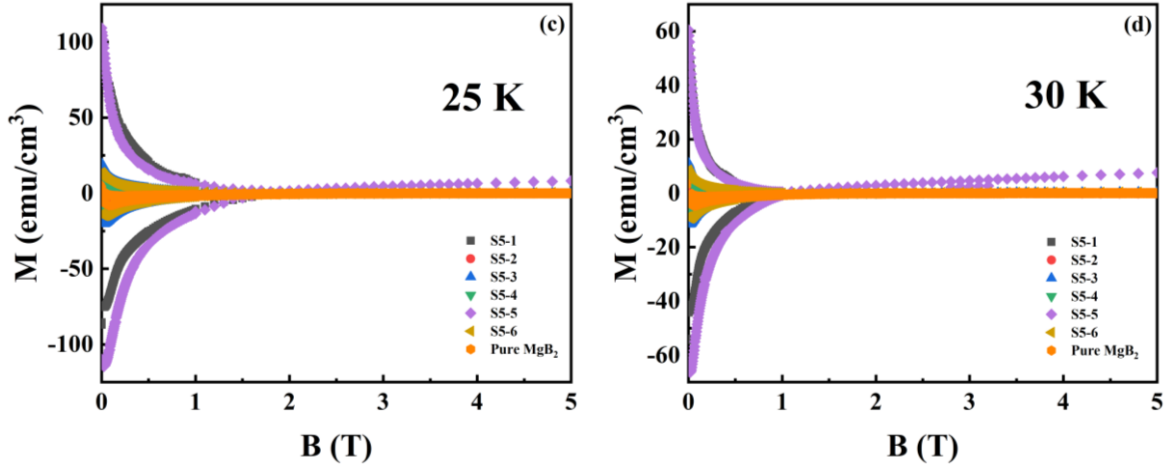 (c)
25 K
M (emu/cm³)
100
50
0
-50
-100
0 1 2 3 4 5
B (T)
S5-1
S5-2
S5-3
S5-4
S5-5
S5-6
Pure MgB₂
(d)
30 K
M (emu/cm³)
60
40
20
0
-20
-40
-60
0 1 2 3 4 5
B (T)
S5-1
S5-2
S5-3
S5-4
S5-5
S5-6
Pure MgB₂